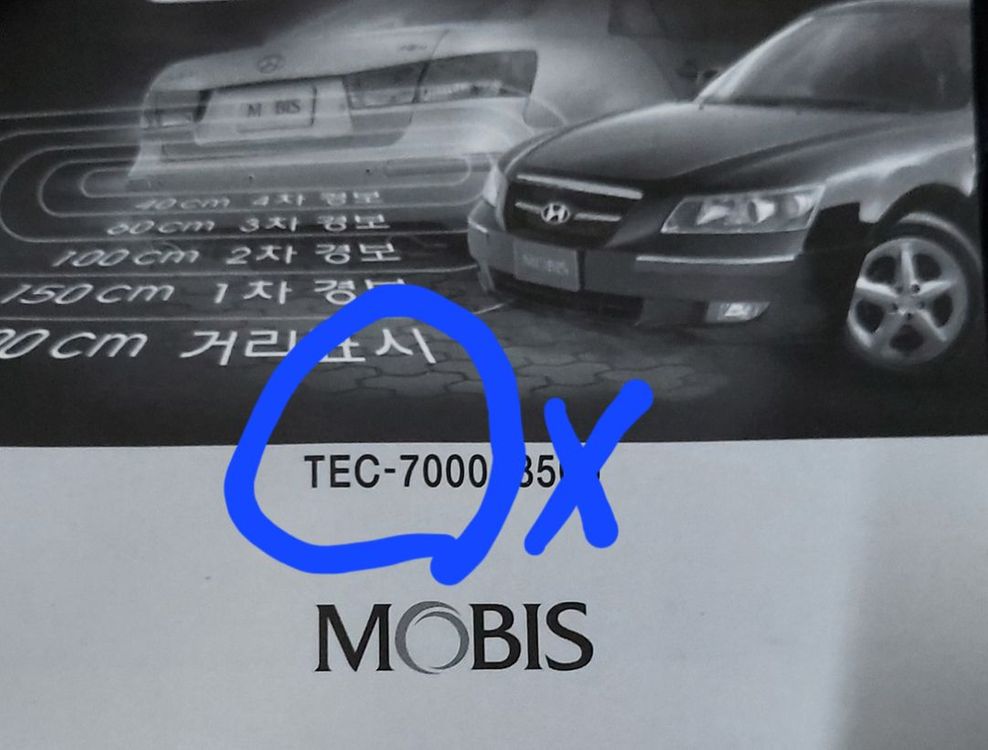 M BIS
40cm 4차 경보
60cm 3차 경보
100cm 2차 경보
150cm 1차 경보
MOBIS
0cm 거리표시
TEC-7000
X
MOBIS